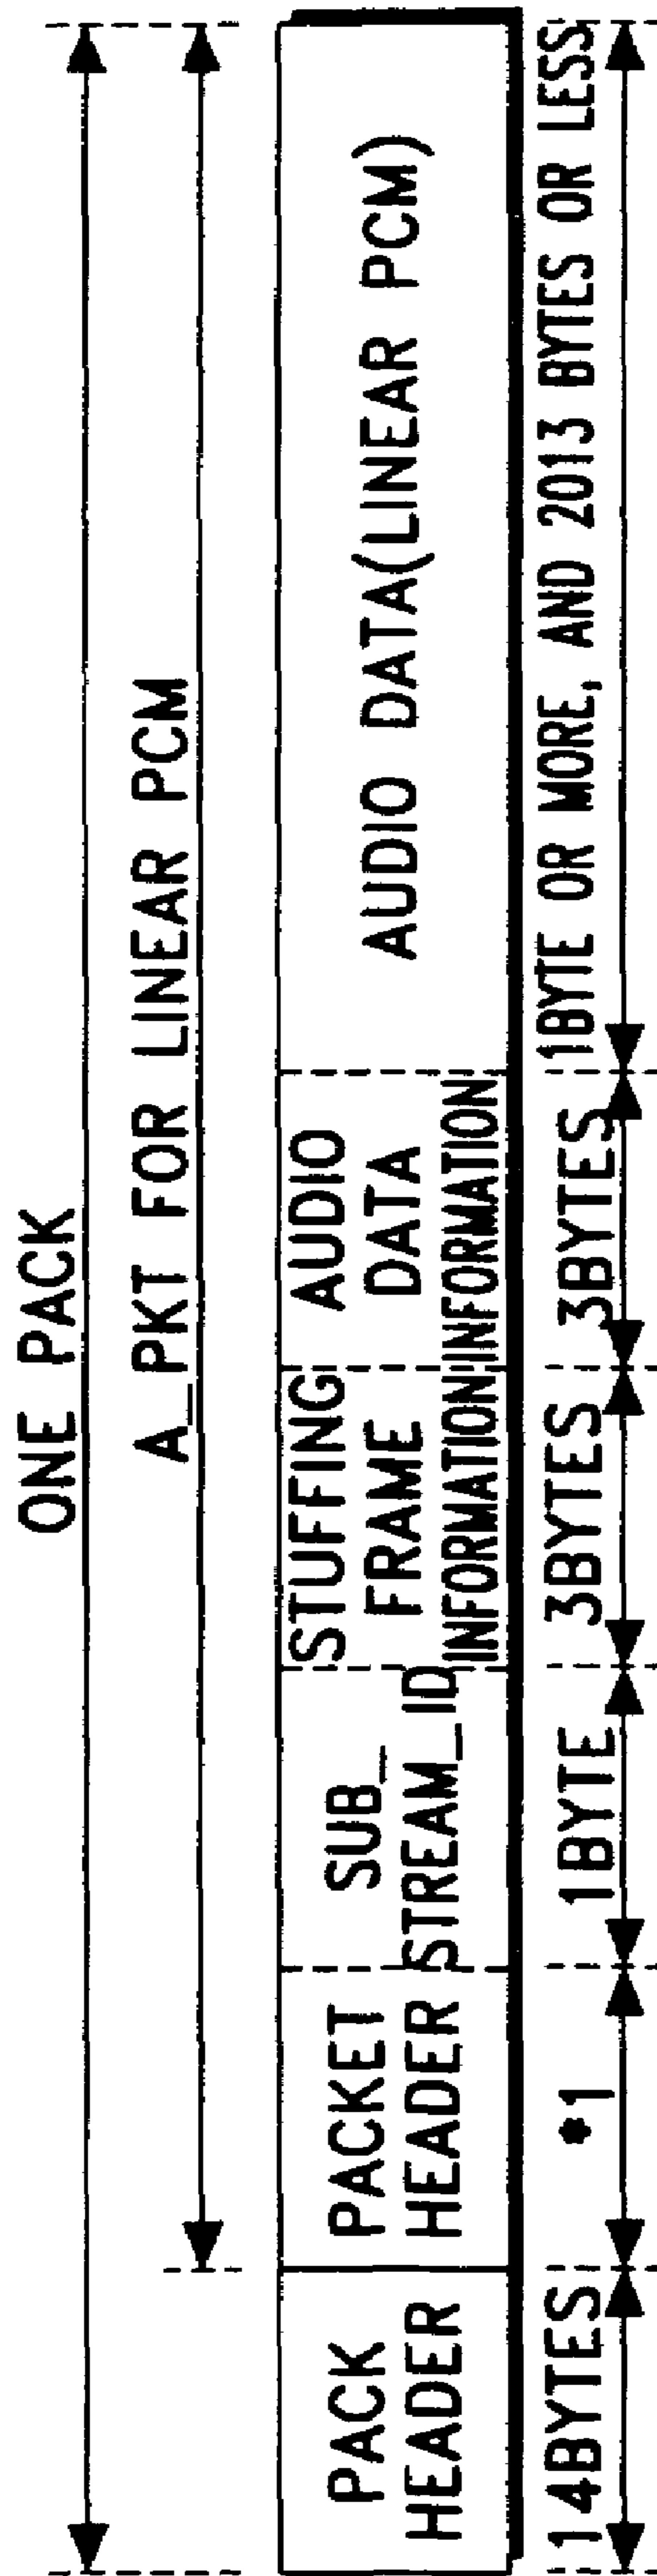 ONE PACK
A_PKT FOR LINEAR PCM
PACK
HEADER
PACKET
HEADER
SUB_
STREAM_ID
STUFFING
FRAME
INFORMATION
AUDIO
DATA
INFORMATION
AUDIO DATA(LINEAR PCM)
14BYTES
*1
1BYTE
3BYTES
3BYTES
1BYTE OR MORE, AND 2013 BYTES OR LESS